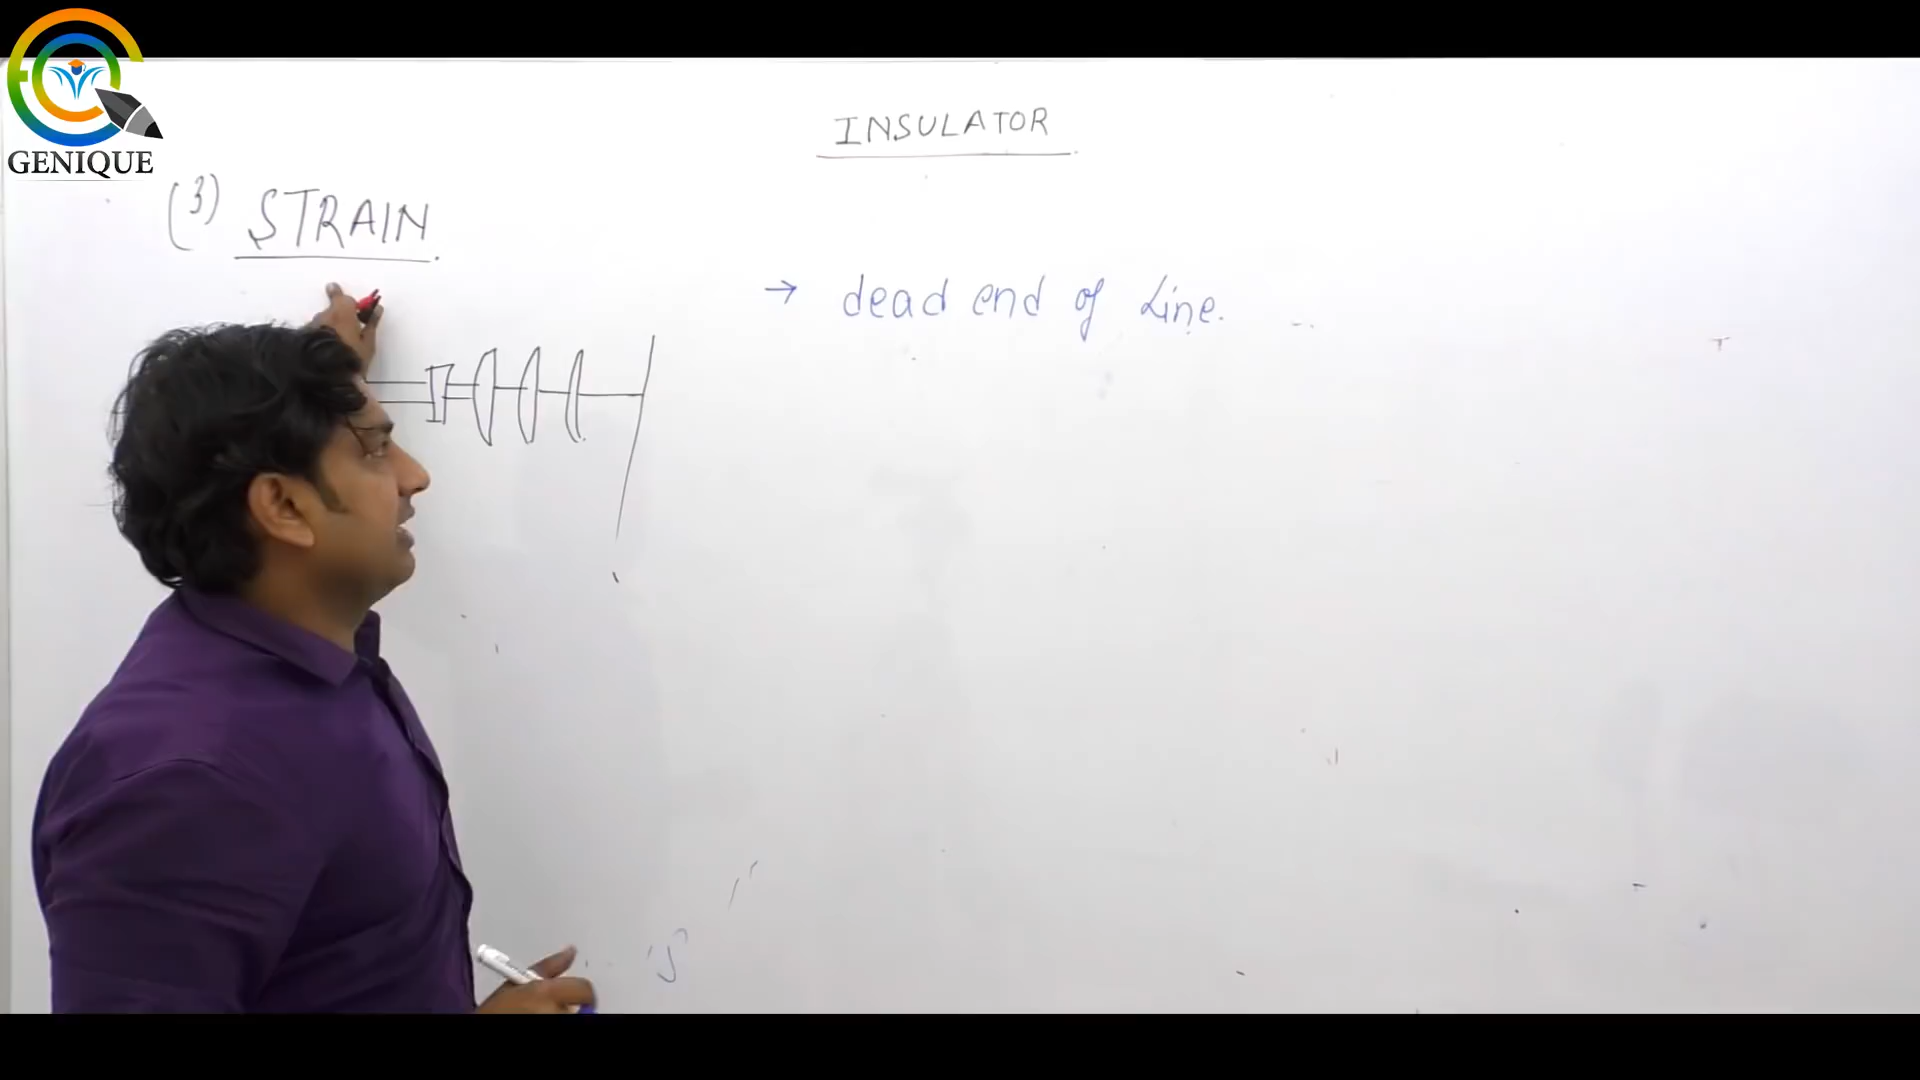 GENIQUE
INSULATOR
(3) STRAIN
→ dead end of Line.